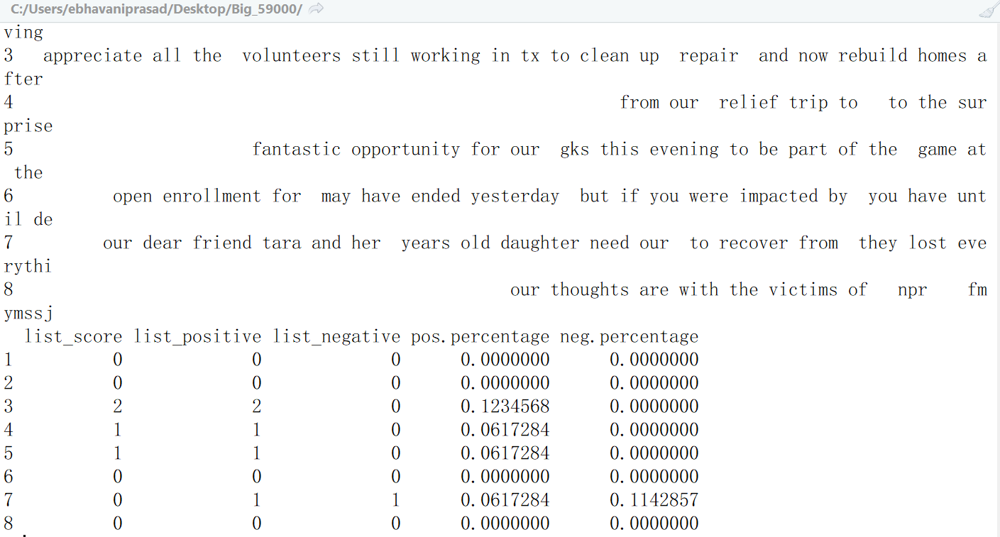 C:/Users/ebhavaniprasad/Desktop/Big_59000/
ving
3   appreciate all the  volunteers still working in tx to clean up  repair  and now rebuild homes a
fter
4                                                             from our  relief trip to   to the sur
prise
5                        fantastic opportunity for our  gks this evening to be part of the  game at
 the
6          open enrollment for  may have ended yesterday  but if you were impacted by  you have unt
il de
7         our dear friend tara and her  years old daughter need our  to recover from  they lost eve
rythi
8                                                  our thoughts are with the victims of   npr    fm
ymssj
  list_score list_positive list_negative pos.percentage neg.percentage
1          0             0             0      0.0000000      0.0000000
2          0             0             0      0.0000000      0.0000000
3          2             2             0      0.1234568      0.0000000
4          1             1             0      0.0617284      0.0000000
5          1             1             0      0.0617284      0.0000000
6          0             0             0      0.0000000      0.0000000
7          0             1             1      0.0617284      0.1142857
8          0             0             0      0.0000000      0.0000000